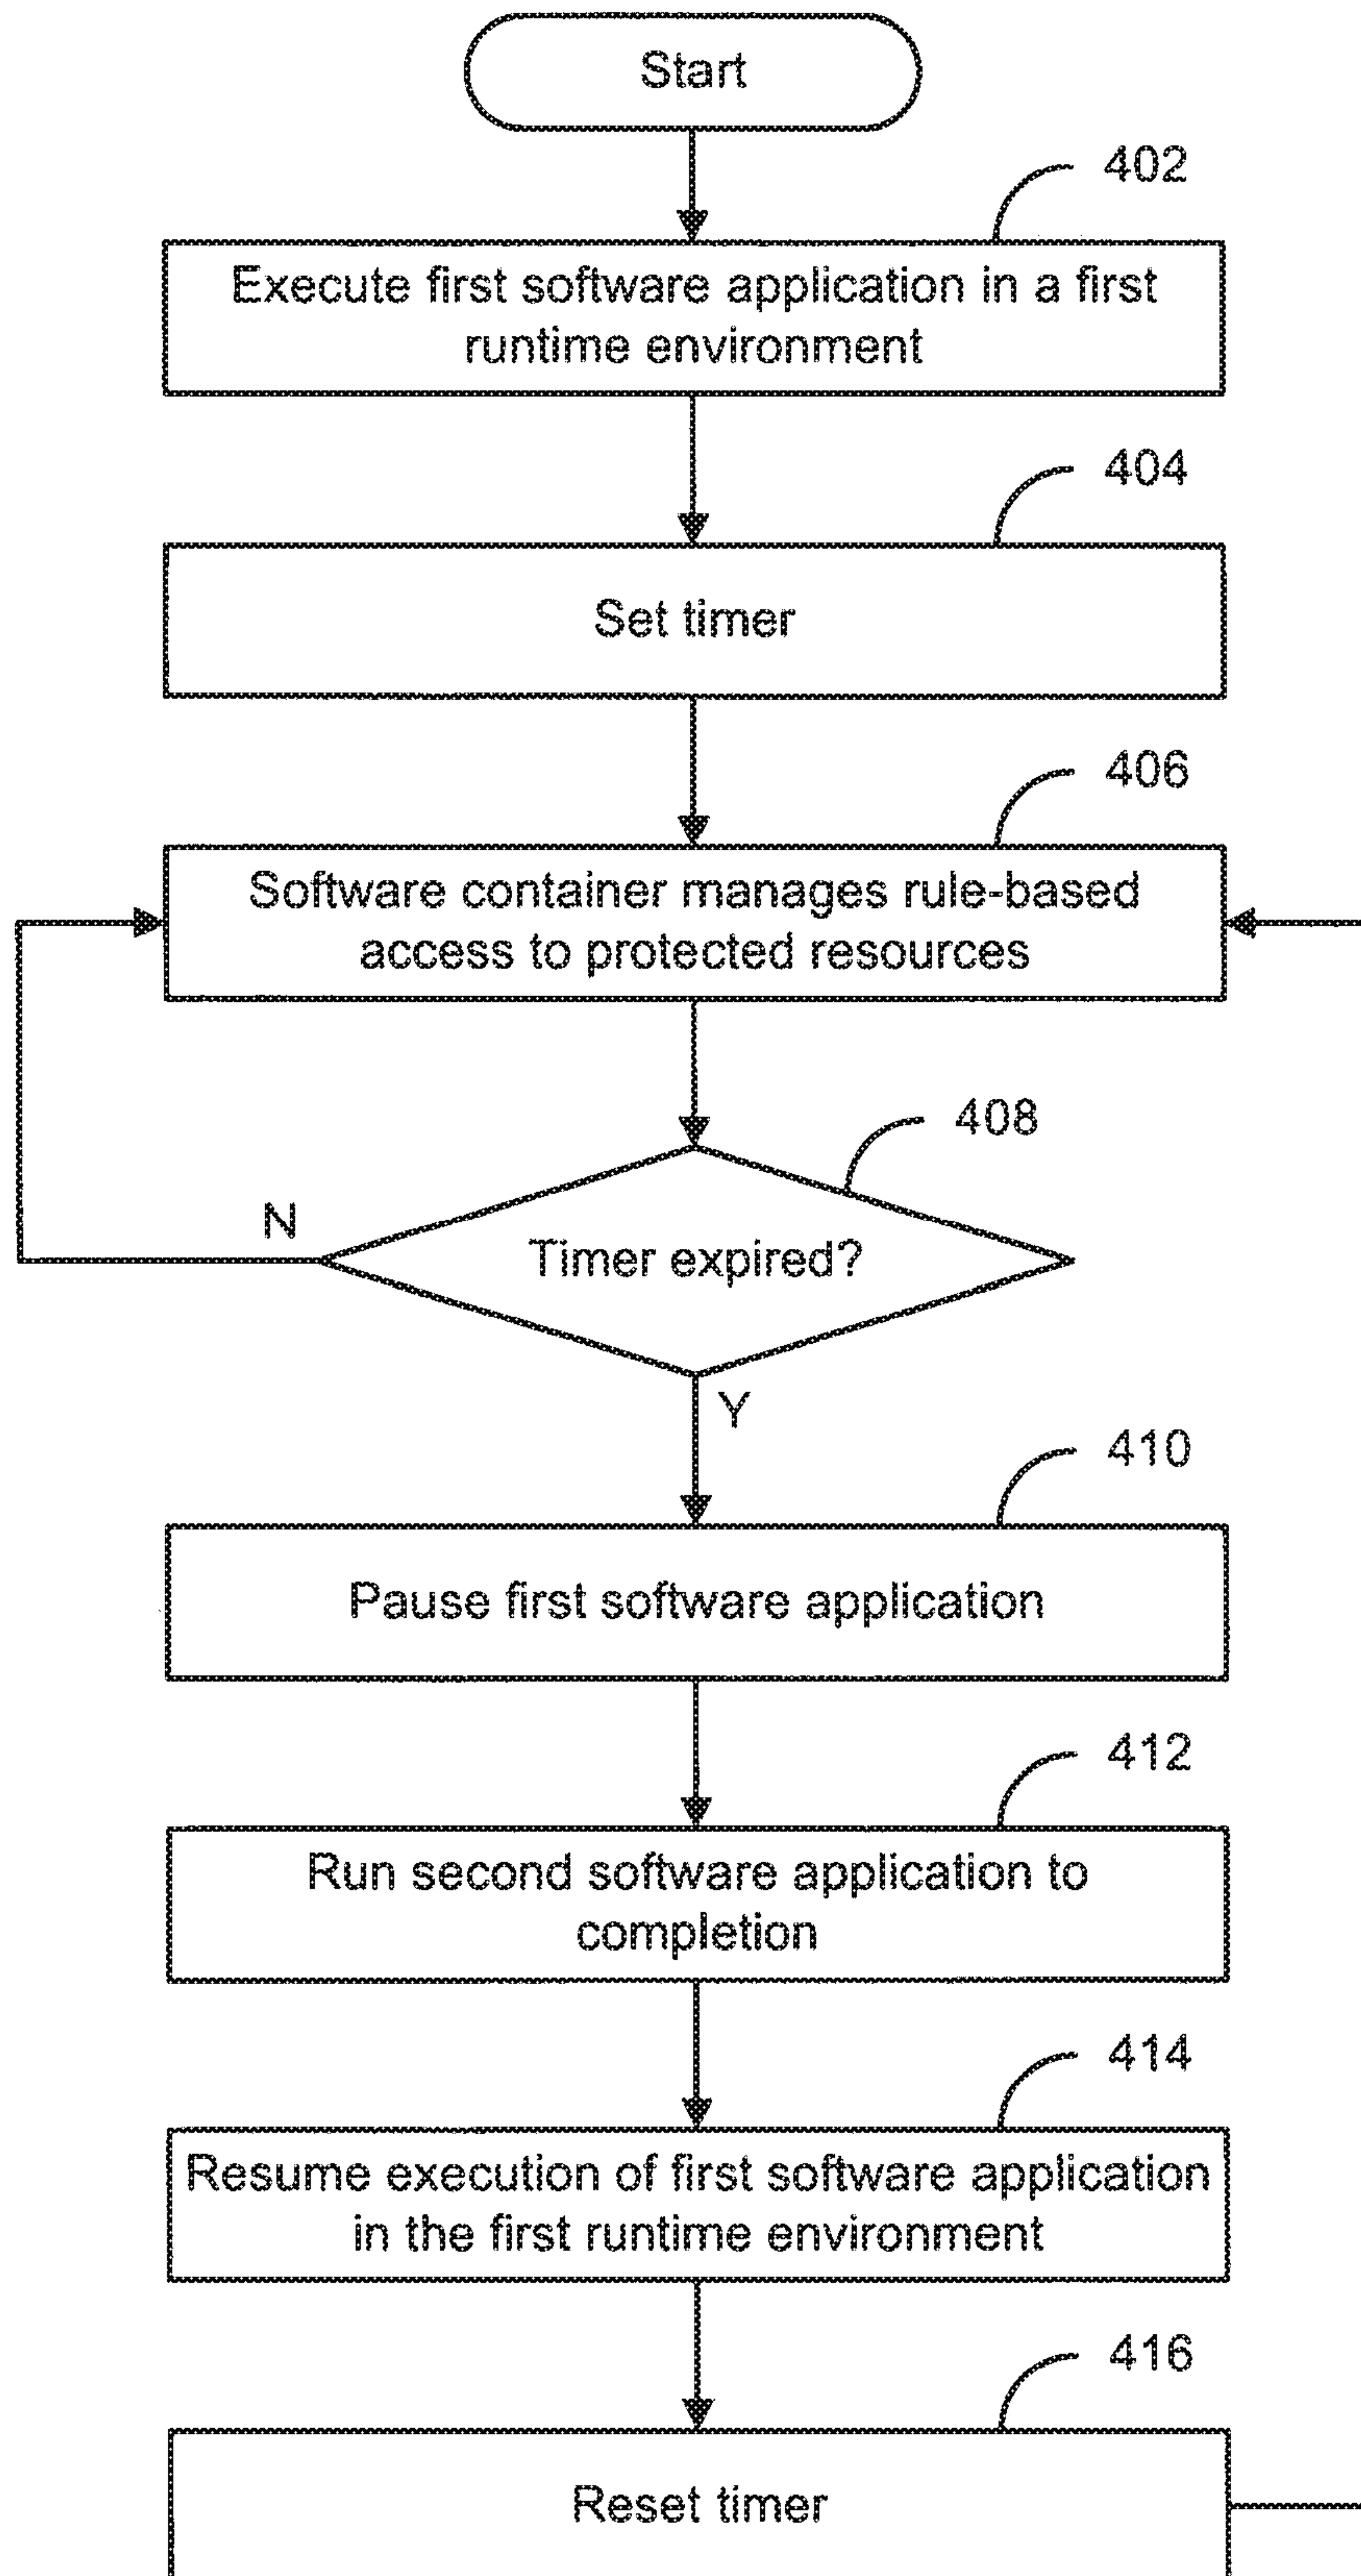 Start
402
Execute first software application in a first
runtime environment
404
Set timer
406
Software container manages rule-based
access to protected resources
408
N
Timer expired?
Y
410
Pause first software application
412
Run second software application to
completion
414
Resume execution of first software application
in the first runtime environment
416
Reset timer